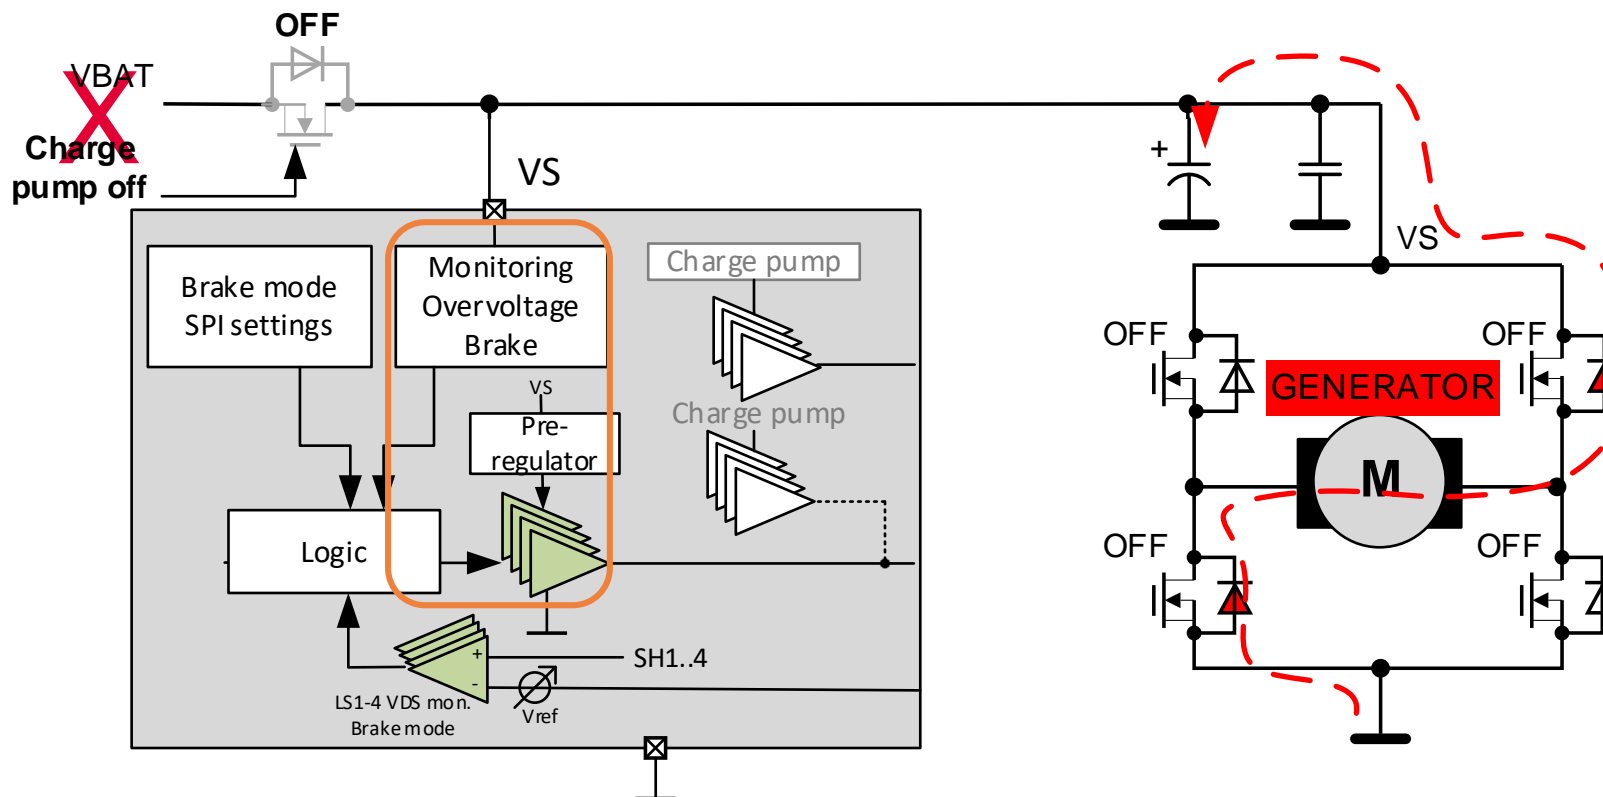 OFF
VBAT
Charge
pump off
VS
Brake mode
SPI settings
Monitoring
Overvoltage
Brake
Charge pump
VS
Pre-
regulator
Charge pump
Logic
+
-
SH1..4
Vref
LS1-4 VDS mon.
Brake mode
+
VS
OFF
OFF
GENERATOR
M
OFF
OFF